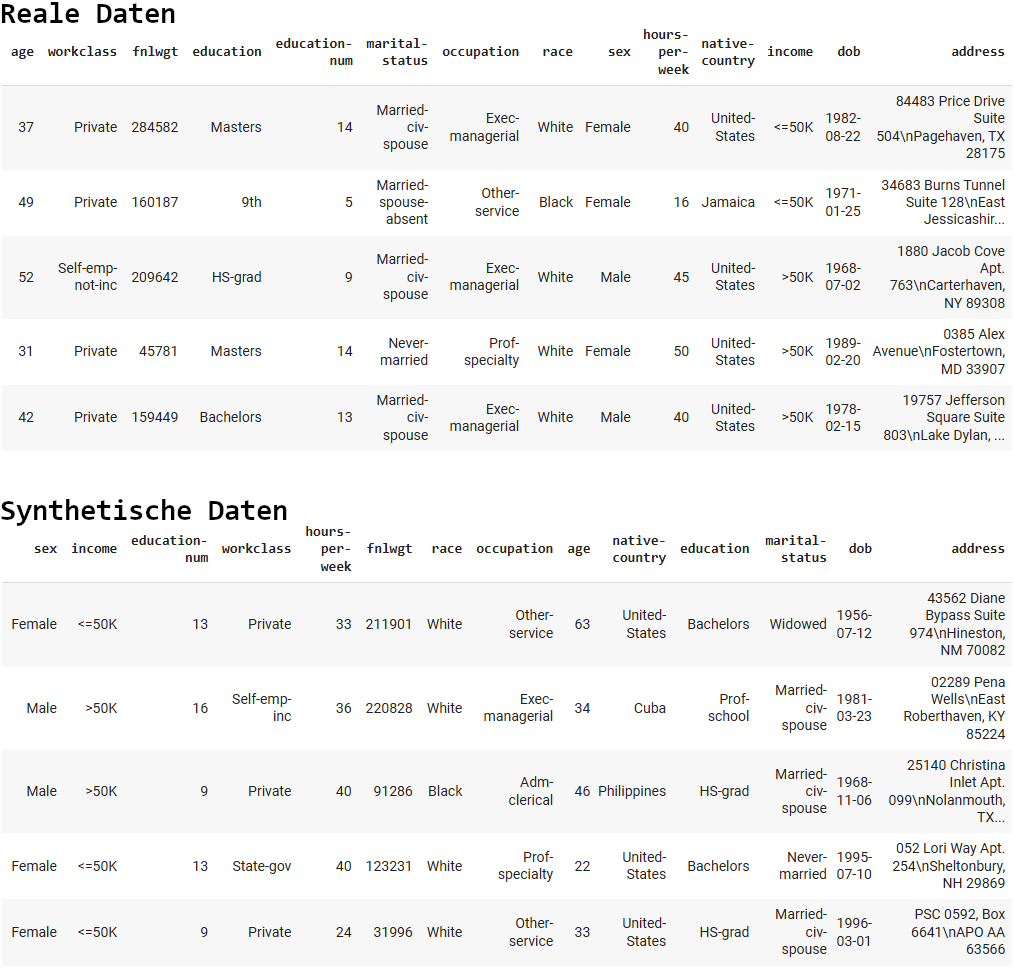 Reale Daten
age workclass fnlwgt education education-num marital-status occupation race sex hours-per-week native-country income dob address
37 Private 284582 Masters 14 Married-civ-spouse Exec-managerial White Female 40 United-States <=50K 1982-08-22 84483 Price Drive Suite 504\nPagehaven, TX 28175
49 Private 160187 9th 5 Married-spouse-absent Other-service Black Female 16 Jamaica <=50K 1971-01-25 34683 Burns Tunnel Suite 128\nEast Jessicashir...
52 Self-emp-not-inc 209642 HS-grad 9 Married-civ-spouse Exec-managerial White Male 45 United-States >50K 1968-07-02 1880 Jacob Cove Apt. 763\nCarterhaven, NY 89308
31 Private 45781 Masters 14 Never-married Prof-specialty White Female 50 United-States >50K 1989-02-20 0385 Alex Avenue\nFostertown, MD 33907
42 Private 159449 Bachelors 13 Married-civ-spouse Exec-managerial White Male 40 United-States >50K 1978-02-15 19757 Jefferson Square Suite 803\nLake Dylan, ...
Synthetische Daten
sex income education-num workclass hours-per-week fnlwgt race occupation age native-country education marital-status dob address
Female <=50K 13 Private 33 211901 White Other-service 63 United-States Bachelors Widowed 1956-07-12 43562 Diane Bypass Suite 974\nHineston, NM 70082
Male >50K 16 Self-emp-inc 36 220828 White Exec-managerial 34 Cuba Prof-school Married-civ-spouse 1981-03-23 02289 Pena Wells\nEast Roberthaven, KY 85224
Male >50K 9 Private 40 91286 Black Adm-clerical 46 Philippines HS-grad Married-civ-spouse 1968-11-06 25140 Christina Inlet Apt. 099\nNolanmouth, TX...
Female <=50K 13 State-gov 40 123231 White Prof-specialty 22 United-States Bachelors Never-married 1995-07-10 052 Lori Way Apt. 254\nSheltonbury, NH 29869
Female <=50K 9 Private 24 31996 White Other-service 33 United-States HS-grad Married-civ-spouse 1996-03-01 PSC 0592, Box 6641\nAPO AA 63566